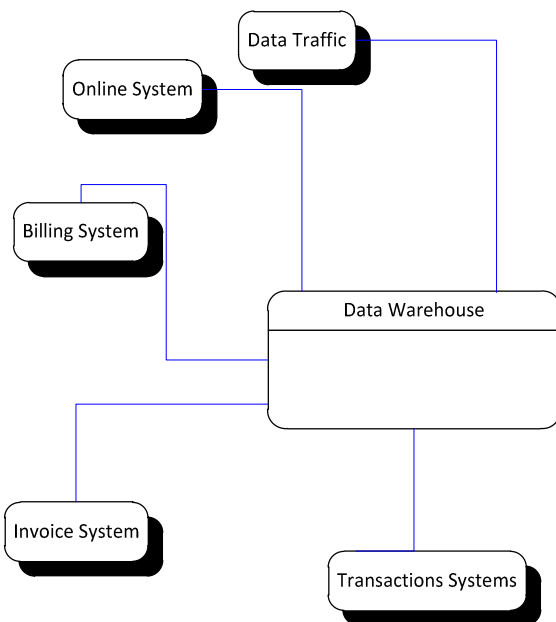 Data Traffic
Online System
Billing System
Data Warehouse
Invoice System
Transactions Systems